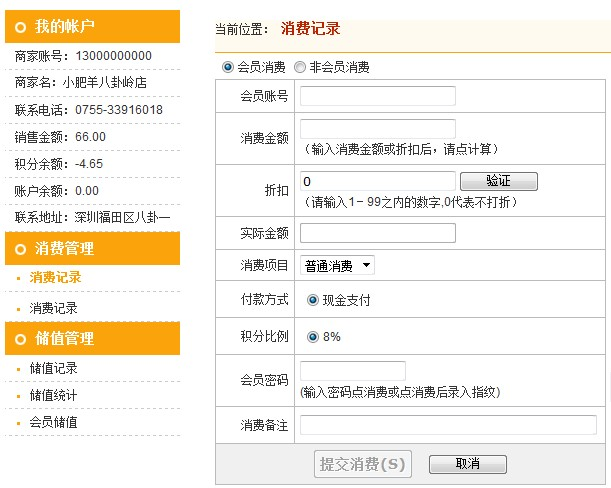 我的帐户
商家账号：13000000000
商家名：小肥羊八卦岭店
联系电话：0755-33916018
销售金额：66.00
积分余额：-4.65
账户余额：0.00
联系地址：深圳福田区八卦一
消费管理
消费记录
消费记录
储值管理
储值记录
储值统计
会员储值
当前位置： 消费记录
会员消费 非会员消费
会员账号
消费金额
（输入消费金额或折扣后，请点计算）
折扣 0 验证
（请输入1－99之内的数字,0代表不打折）
实际金额
消费项目 普通消费
付款方式 现金支付
积分比例 8%
会员密码
(输入密码点消费或点消费后录入指纹)
消费备注
提交消费(S) 取消